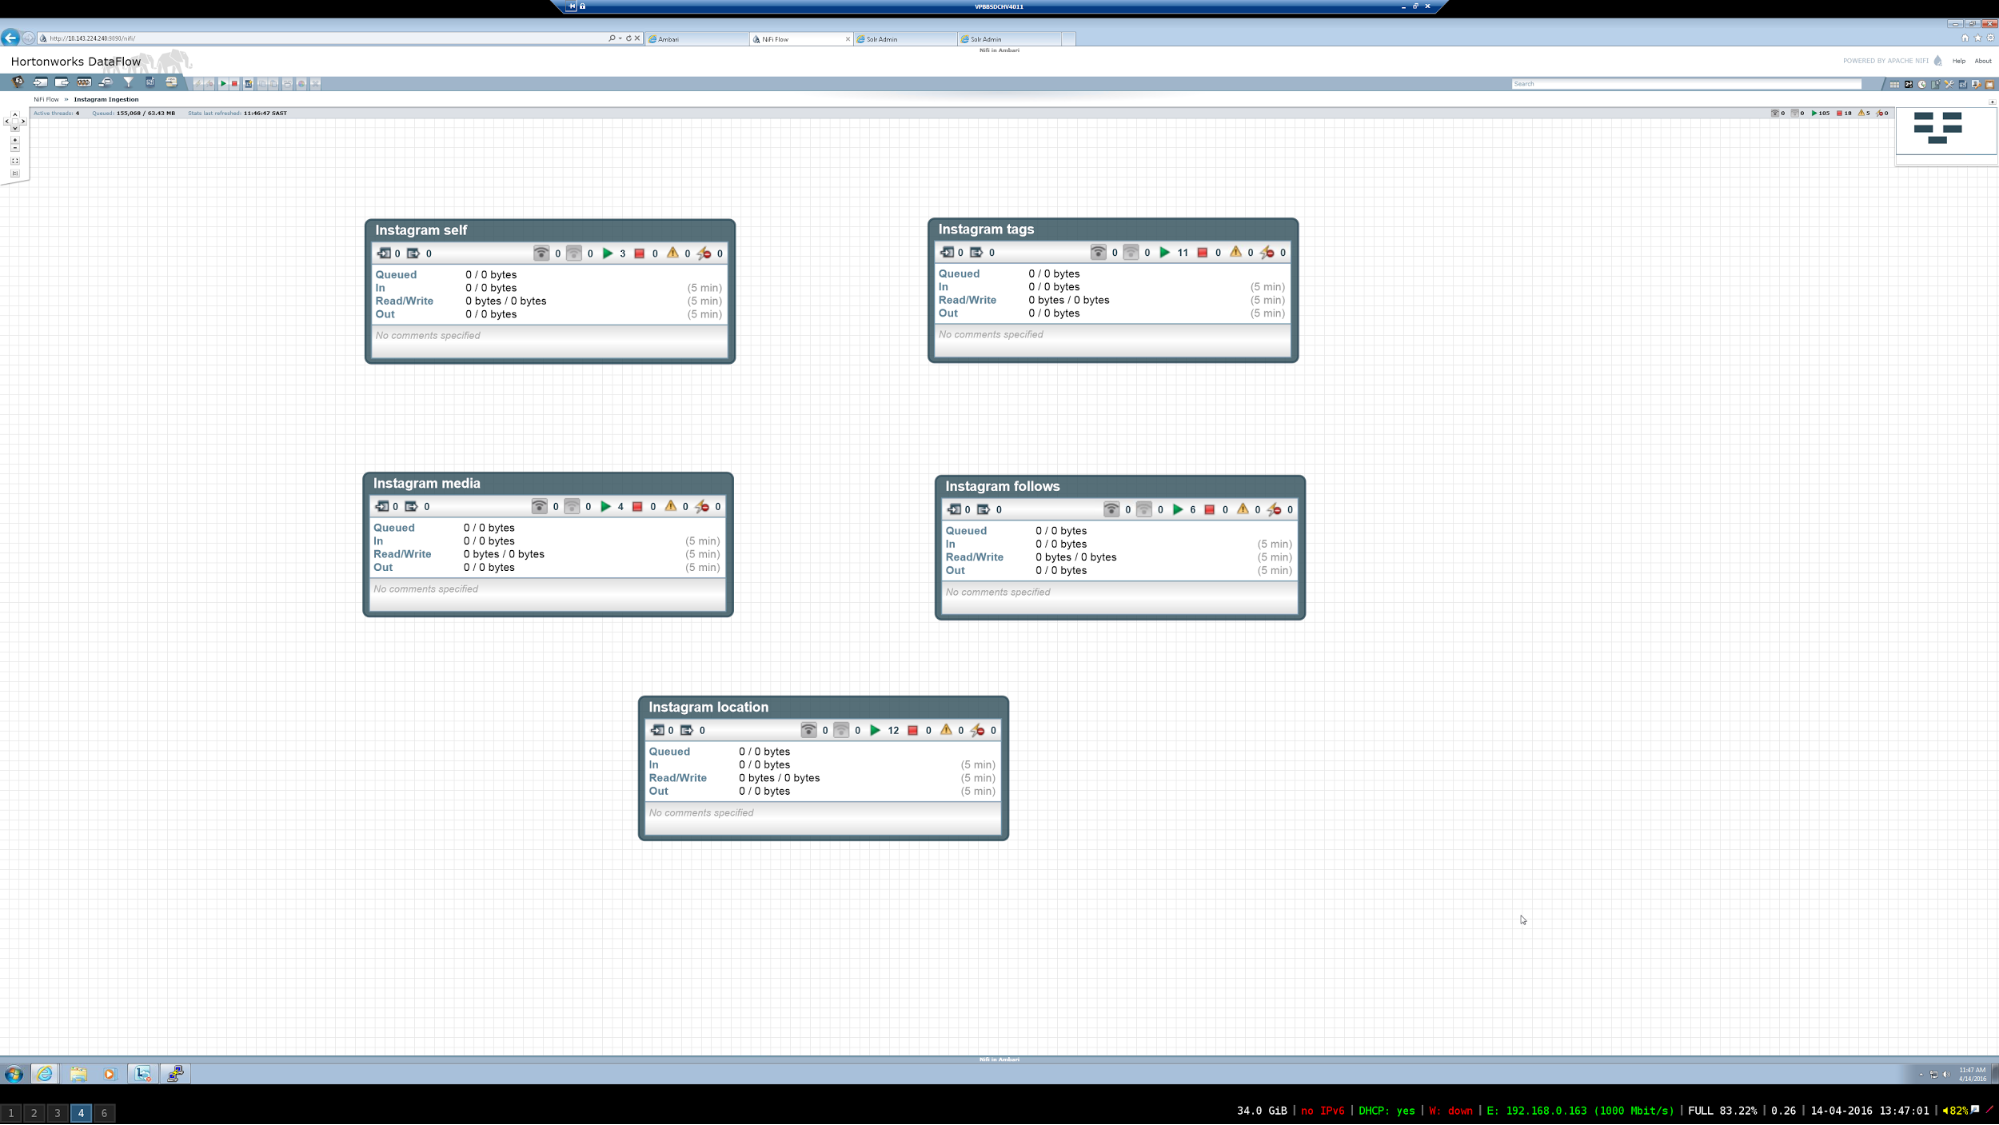 VPBBSDCHV4011
http://10.143.224.240:9090/nifi/
Ambari
NiFi Flow
Solr Admin
Solr Admin
Nifi in Ambari
Hortonworks DataFlow
POWERED BY APACHE NIFI
Help
About
Search
NiFi Flow » Instagram Ingestion
Active threads: 4 Queued: 155,068 / 63.43 MB Stats last refreshed: 11:46:47 SAST
0 0 105 18 5 0
Instagram self
0 0 0 0 3 0 0 0
Queued 0 / 0 bytes
In 0 / 0 bytes (5 min)
Read/Write 0 bytes / 0 bytes (5 min)
Out 0 / 0 bytes (5 min)
No comments specified
Instagram tags
0 0 0 0 11 0 0 0
Queued 0 / 0 bytes
In 0 / 0 bytes (5 min)
Read/Write 0 bytes / 0 bytes (5 min)
Out 0 / 0 bytes (5 min)
No comments specified
Instagram media
0 0 0 0 4 0 0 0
Queued 0 / 0 bytes
In 0 / 0 bytes (5 min)
Read/Write 0 bytes / 0 bytes (5 min)
Out 0 / 0 bytes (5 min)
No comments specified
Instagram follows
0 0 0 0 6 0 0 0
Queued 0 / 0 bytes
In 0 / 0 bytes (5 min)
Read/Write 0 bytes / 0 bytes (5 min)
Out 0 / 0 bytes (5 min)
No comments specified
Instagram location
0 0 0 0 12 0 0 0
Queued 0 / 0 bytes
In 0 / 0 bytes (5 min)
Read/Write 0 bytes / 0 bytes (5 min)
Out 0 / 0 bytes (5 min)
No comments specified
Nifi in Ambari
11:47 AM
4/14/2016
1 2 3 4 6
34.0 GiB | no IPv6 | DHCP: yes | W: down | E: 192.168.0.163 (1000 Mbit/s) | FULL 83.22% | 0.26 | 14-04-2016 13:47:01 | 82%